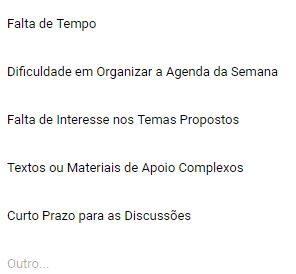 Falta de Tempo
Dificuldade em Organizar a Agenda da Semana
Falta de Interesse nos Temas Propostos
Textos ou Materiais de Apoio Complexos
Curto Prazo para as Discussões
Outro...